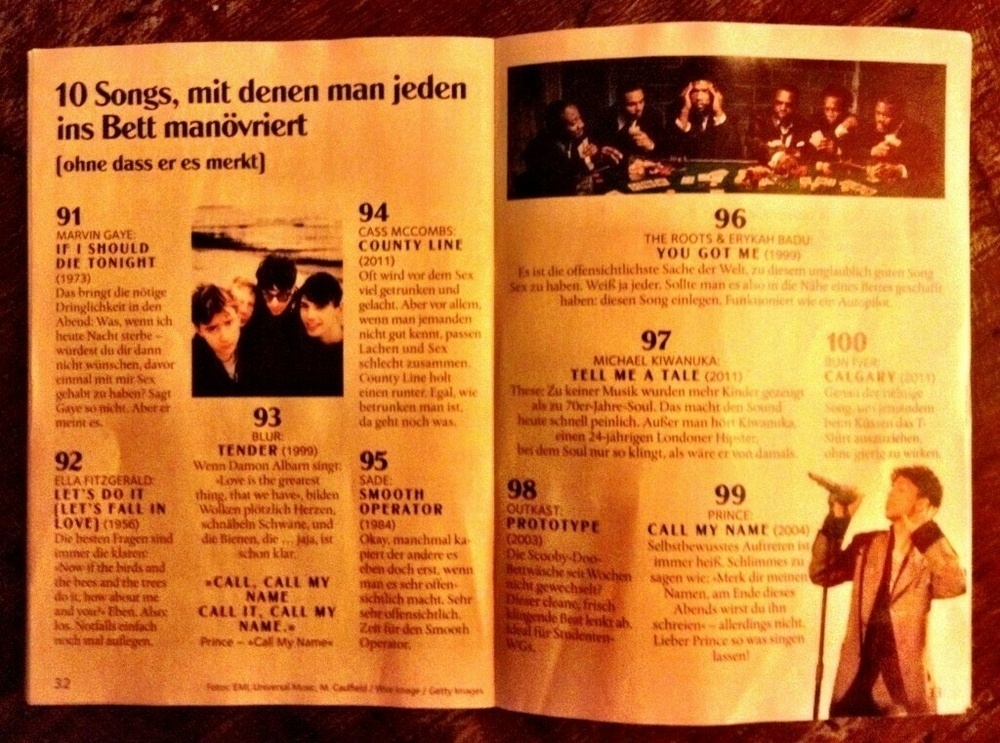 10 Songs, mit denen man jeden
ins Bett manövriert
[ohne dass er es merkt]
91
MARVIN GAYE:
IF I SHOULD
DIE TONIGHT
(1973)
Das bringt die nötige
Dringlichkeit in den
Abend: Was, wenn ich
heute Nacht sterbe –
würdest du dir dann
nicht wünschen, davor
einmal mit mir Sex
gehabt zu haben? Sagt
Gaye so nicht. Aber er
meint es.
92
ELLA FITZGERALD:
LET'S DO IT
[LET'S FALL IN
LOVE] (1956)
Die besten Fragen sind
immer die klaren:
»Now if the birds and
the bees and the trees
do it, how about me
and you?« Eben. Also:
los. Notfalls einfach
noch mal auflegen.
93
BLUR:
TENDER (1999)
Wenn Damon Albarn singt:
»Love is the greatest
thing, that we have«, bilden
Wolken plötzlich Herzen,
schnäbeln Schwäne, und
die Bienen, die … jaja, ist
schon klar.
»CALL, CALL MY
NAME
CALL IT, CALL MY
NAME.«
Prince – »Call My Name«
94
CASS MCCOMBS:
COUNTY LINE
(2011)
Oft wird vor dem Sex
viel getrunken und
gelacht. Aber vor allem,
wenn man jemanden
nicht gut kennt, passen
Lachen und Sex
schlecht zusammen.
County Line holt
einen runter. Egal, wie
betrunken man ist,
da geht noch was.
95
SADE:
SMOOTH
OPERATOR
(1984)
Okay, manchmal ka-
piert der andere es
eben doch erst, wenn
man es sehr offen-
sichtlich macht. Sehr
sehr offensichtlich.
Zeit für den Smooth
Operator.
32
Fotos: EMI, Universal Music, M. Caulfield / Wire Image / Getty Images
96
THE ROOTS & ERYKAH BADU:
YOU GOT ME (1999)
Es ist die offensichtlichste Sache der Welt, zu diesem unglaublich guten Song
Sex zu haben. Weiß ja jeder. Sollte man es also in die Nähe eines Bettes geschafft
haben: diesen Song einlegen. Funktioniert wie ein Autopilot.
97
MICHAEL KIWANUKA:
TELL ME A TALE (2011)
These: Zu keiner Musik wurden mehr Kinder gezeugt
als zu 70er-Jahre-Soul. Das macht den Sound
heute schnell peinlich. Außer man hört Kiwanuka,
einen 24-jährigen Londoner Hipster,
bei dem Soul nur so klingt, als wäre er von damals.
98
OUTKAST:
PROTOTYPE
(2003)
Die Scooby-Doo-
Bettwäsche seit Wochen
nicht gewechselt?
Dieser cleane, frisch
klingende Beat lenkt ab.
Ideal für Studenten-
WGs.
99
PRINCE:
CALL MY NAME (2004)
Selbstbewusstes Auftreten ist
immer heiß. Schlimmes zu
sagen wie: »Merk dir meinen
Namen, am Ende dieses
Abends wirst du ihn
schreien« – allerdings nicht.
Lieber Prince so was singen
lassen!
100
BON IVER:
CALGARY (2011)
Genau der richtige
Song, um jemandem
beim Küssen das T-
Shirt auszuziehen,
ohne gierig zu wirken.